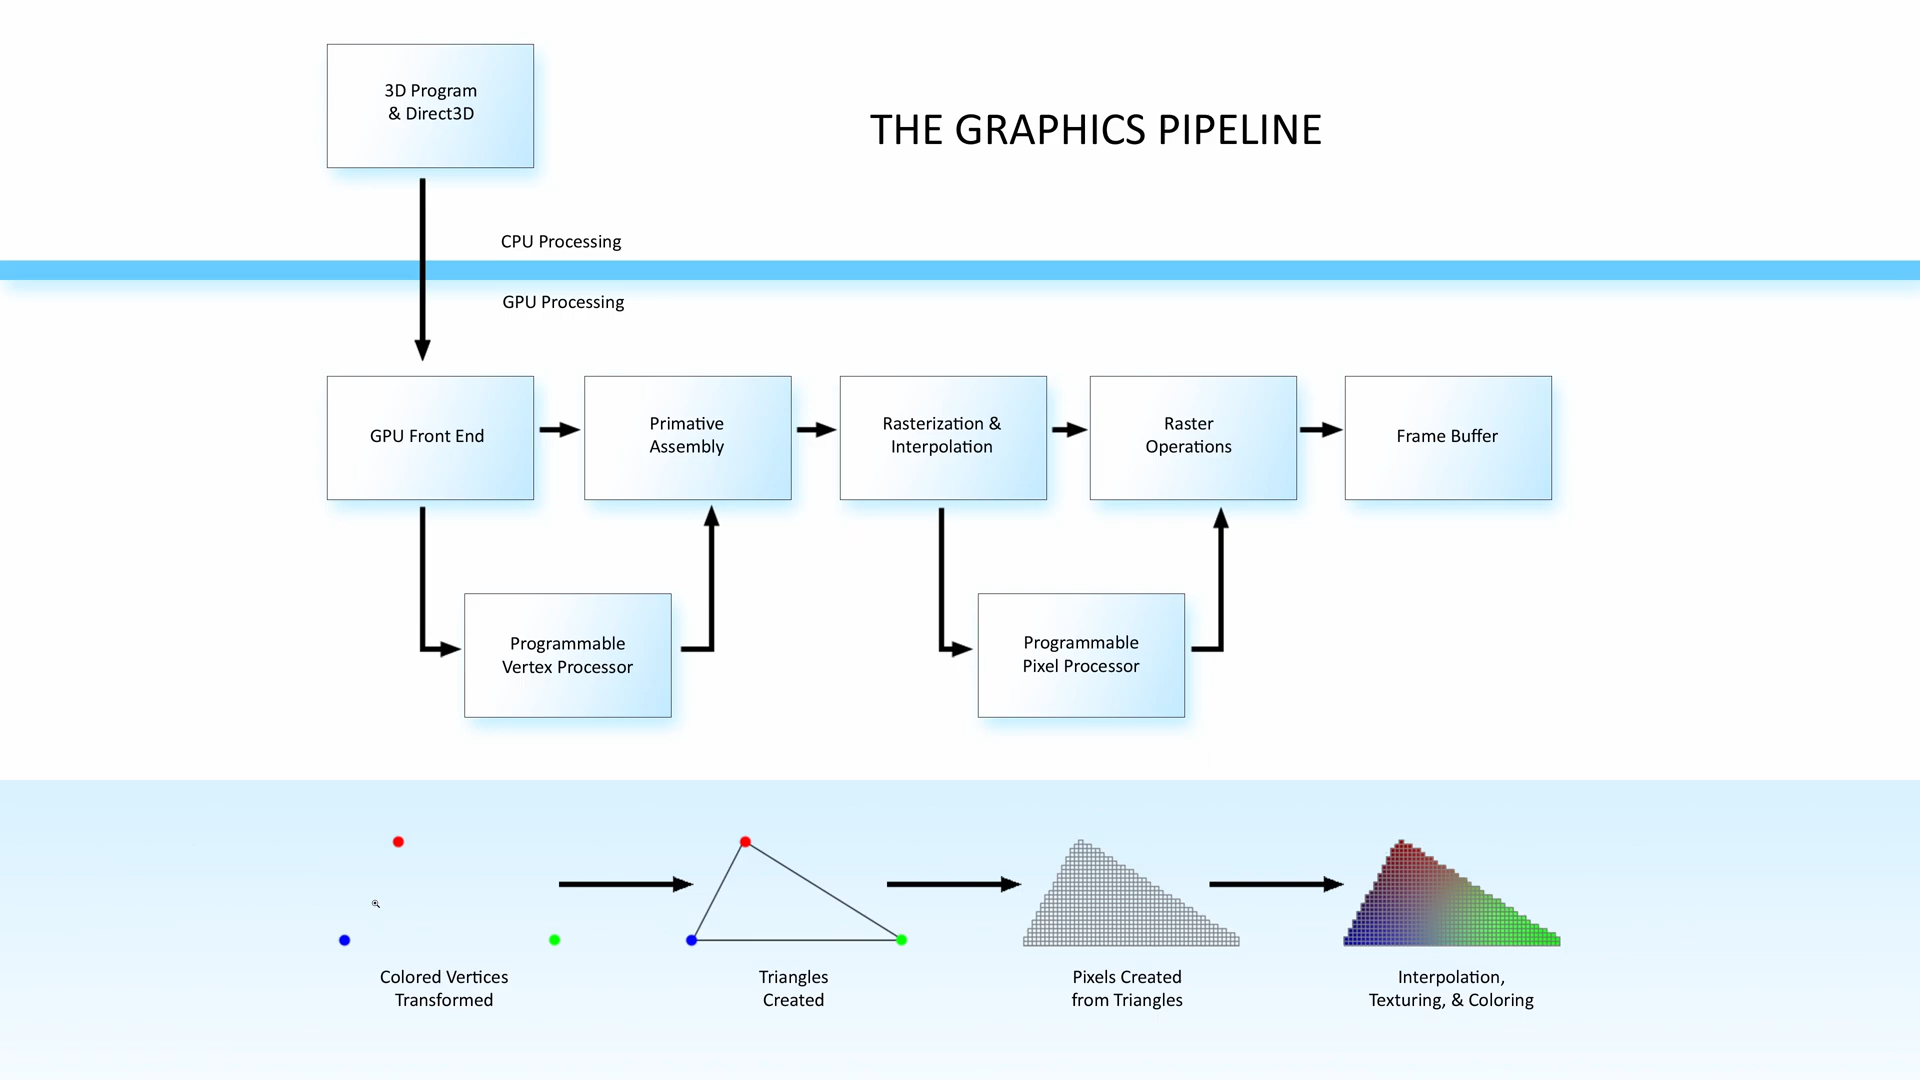 3D Program
& Direct3D
THE GRAPHICS PIPELINE
CPU Processing
GPU Processing
GPU Front End
Primative
Assembly
Rasterization &
Interpolation
Raster
Operations
Frame Buffer
Programmable
Vertex Processor
Programmable
Pixel Processor
Colored Vertices
Transformed
Triangles
Created
Pixels Created
from Triangles
Interpolation,
Texturing, & Coloring